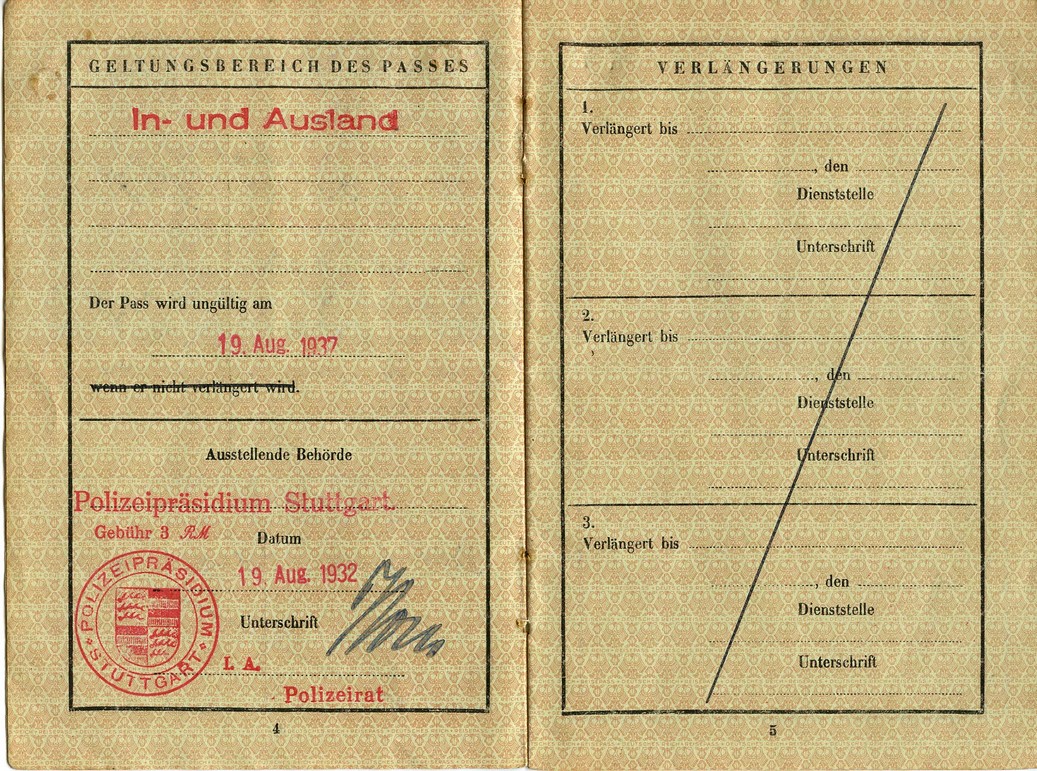 GELTUNGSBEREICH DES PASSES
In- und Ausland
Der Pass wird ungültig am
19. Aug. 1937
wenn er nicht verlängert wird.
Ausstellende Behörde
Polizeipräsidium Stuttgart.
Gebühr 3 RM
Datum
19 Aug. 1932
Unterschrift
POLIZEIPRÄSIDIUM
STUTTGART
I. A.
Polizeirat
4
VERLÄNGERUNGEN
1.
Verlängert bis
, den
Dienststelle
Unterschrift
2.
Verlängert bis
, den
Dienststelle
Unterschrift
3.
Verlängert bis
, den
Dienststelle
Unterschrift
5